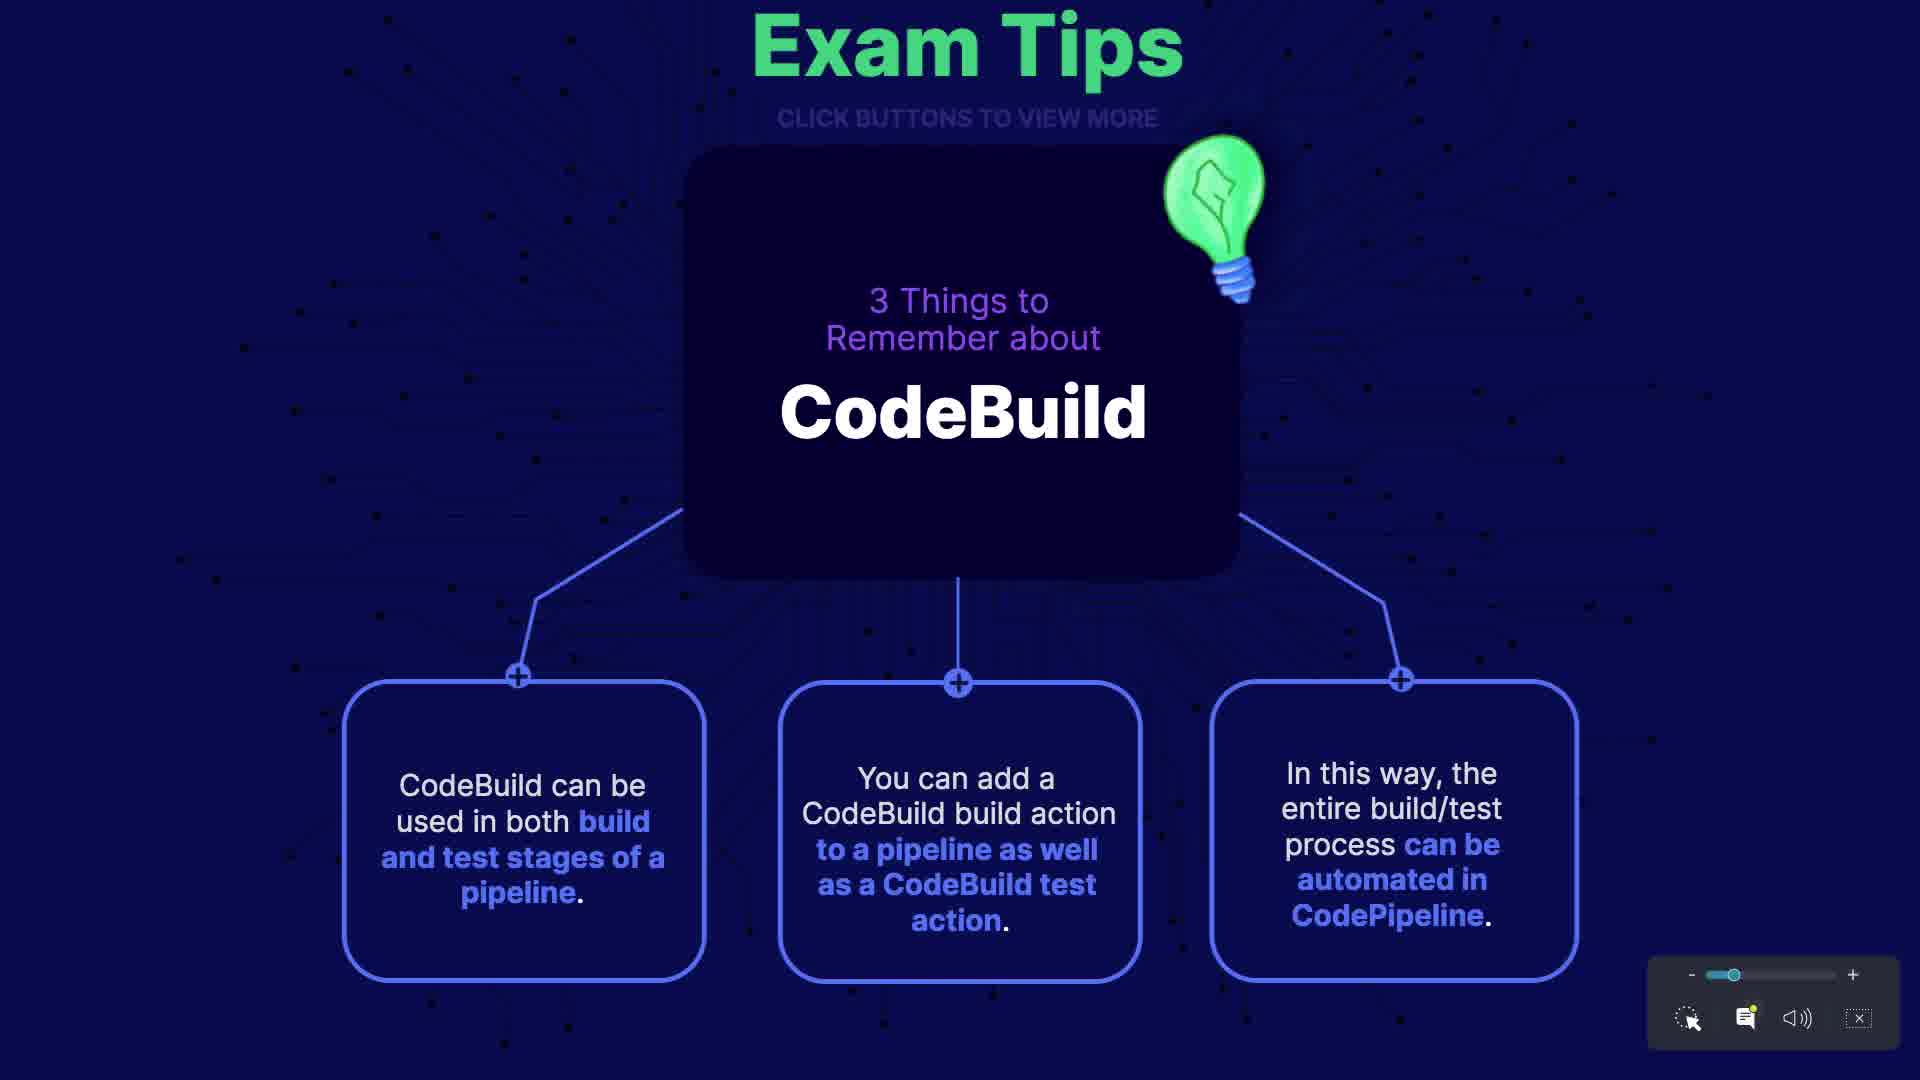 Exam Tips
CLICK BUTTONS TO VIEW MORE
3 Things to
Remember about
CodeBuild
CodeBuild can be
used in both build
and test stages of a
pipeline.
You can add a
CodeBuild build action
to a pipeline as well
as a CodeBuild test
action.
In this way, the
entire build/test
process can be
automated in
CodePipeline.